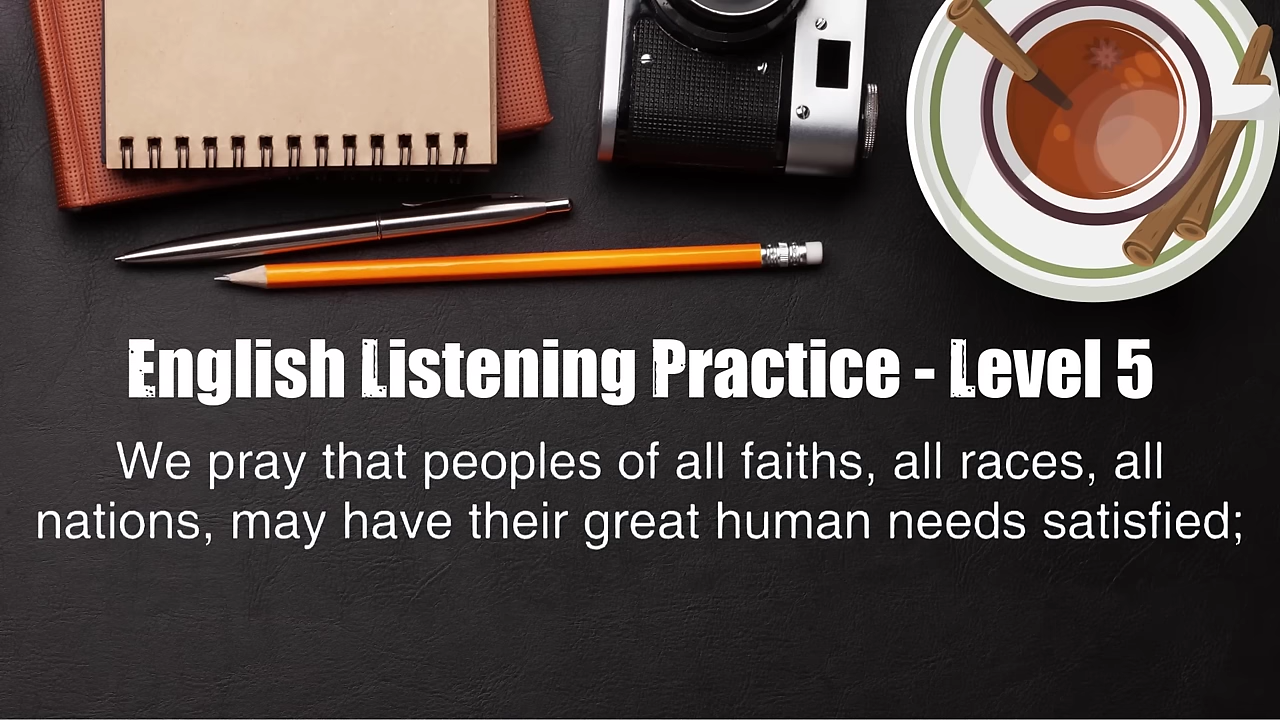 English Listening Practice - Level 5
We pray that peoples of all faiths, all races, all
nations, may have their great human needs satisfied;